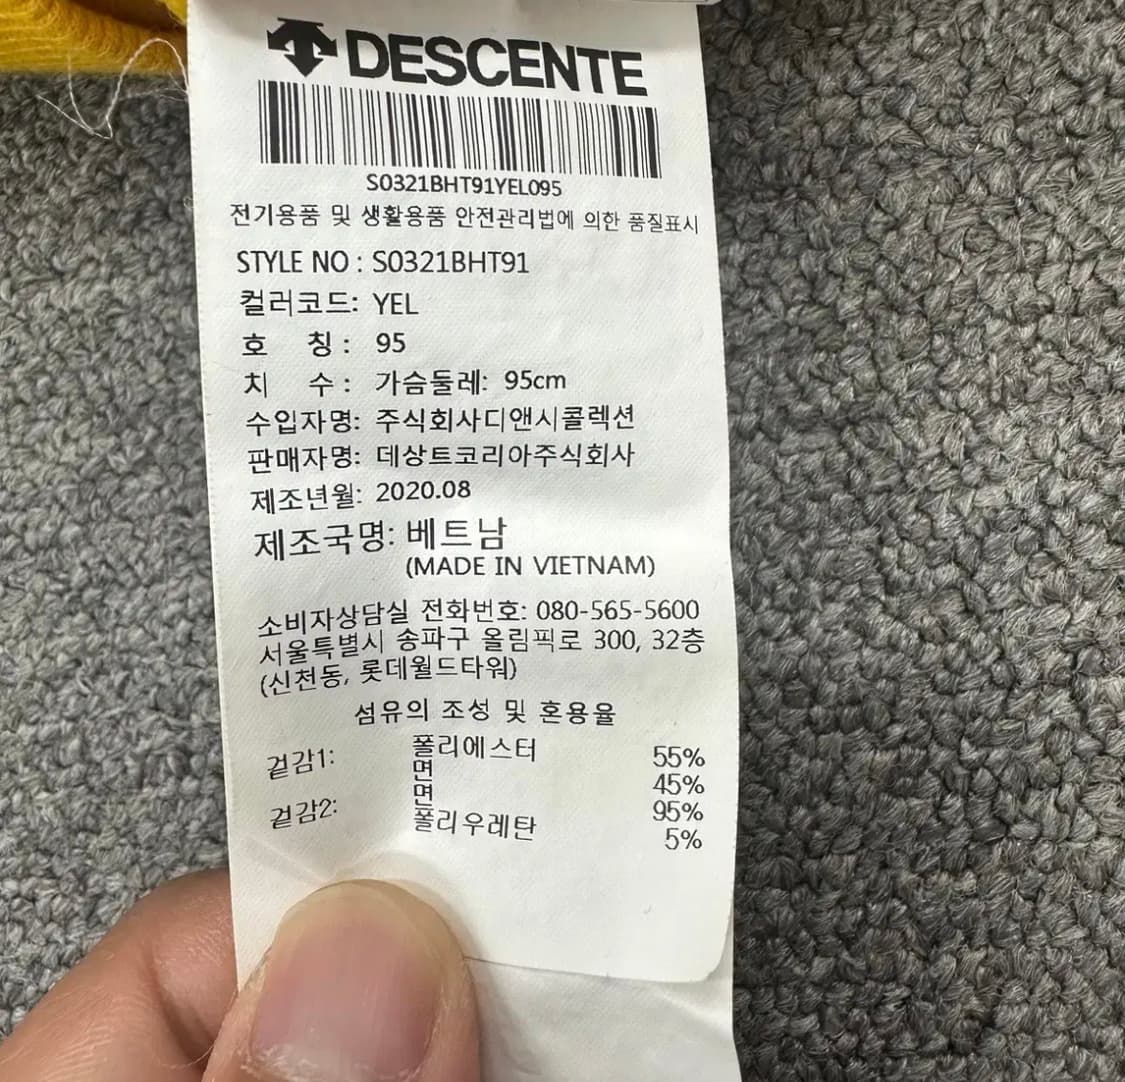 DESCENTE
S0321BHT91YEL095
전기용품 및 생활용품 안전관리법에 의한 품질표시
STYLE NO : S0321BHT91
컬러코드: YEL
호 칭 : 95
치 수 : 가슴둘레: 95cm
수입자명: 주식회사디앤시콜렉션
판매자명: 데상트코리아주식회사
제조년월: 2020.08
제조국명: 베트남
(MADE IN VIETNAM)
소비자상담실 전화번호: 080-565-5600
서울특별시 송파구 올림픽로 300, 32층
(신천동, 롯데월드타워)
섬유의 조성 및 혼용율
겉감1: 폴리에스터 55%
면 45%
겉감2: 면 95%
폴리우레탄 5%